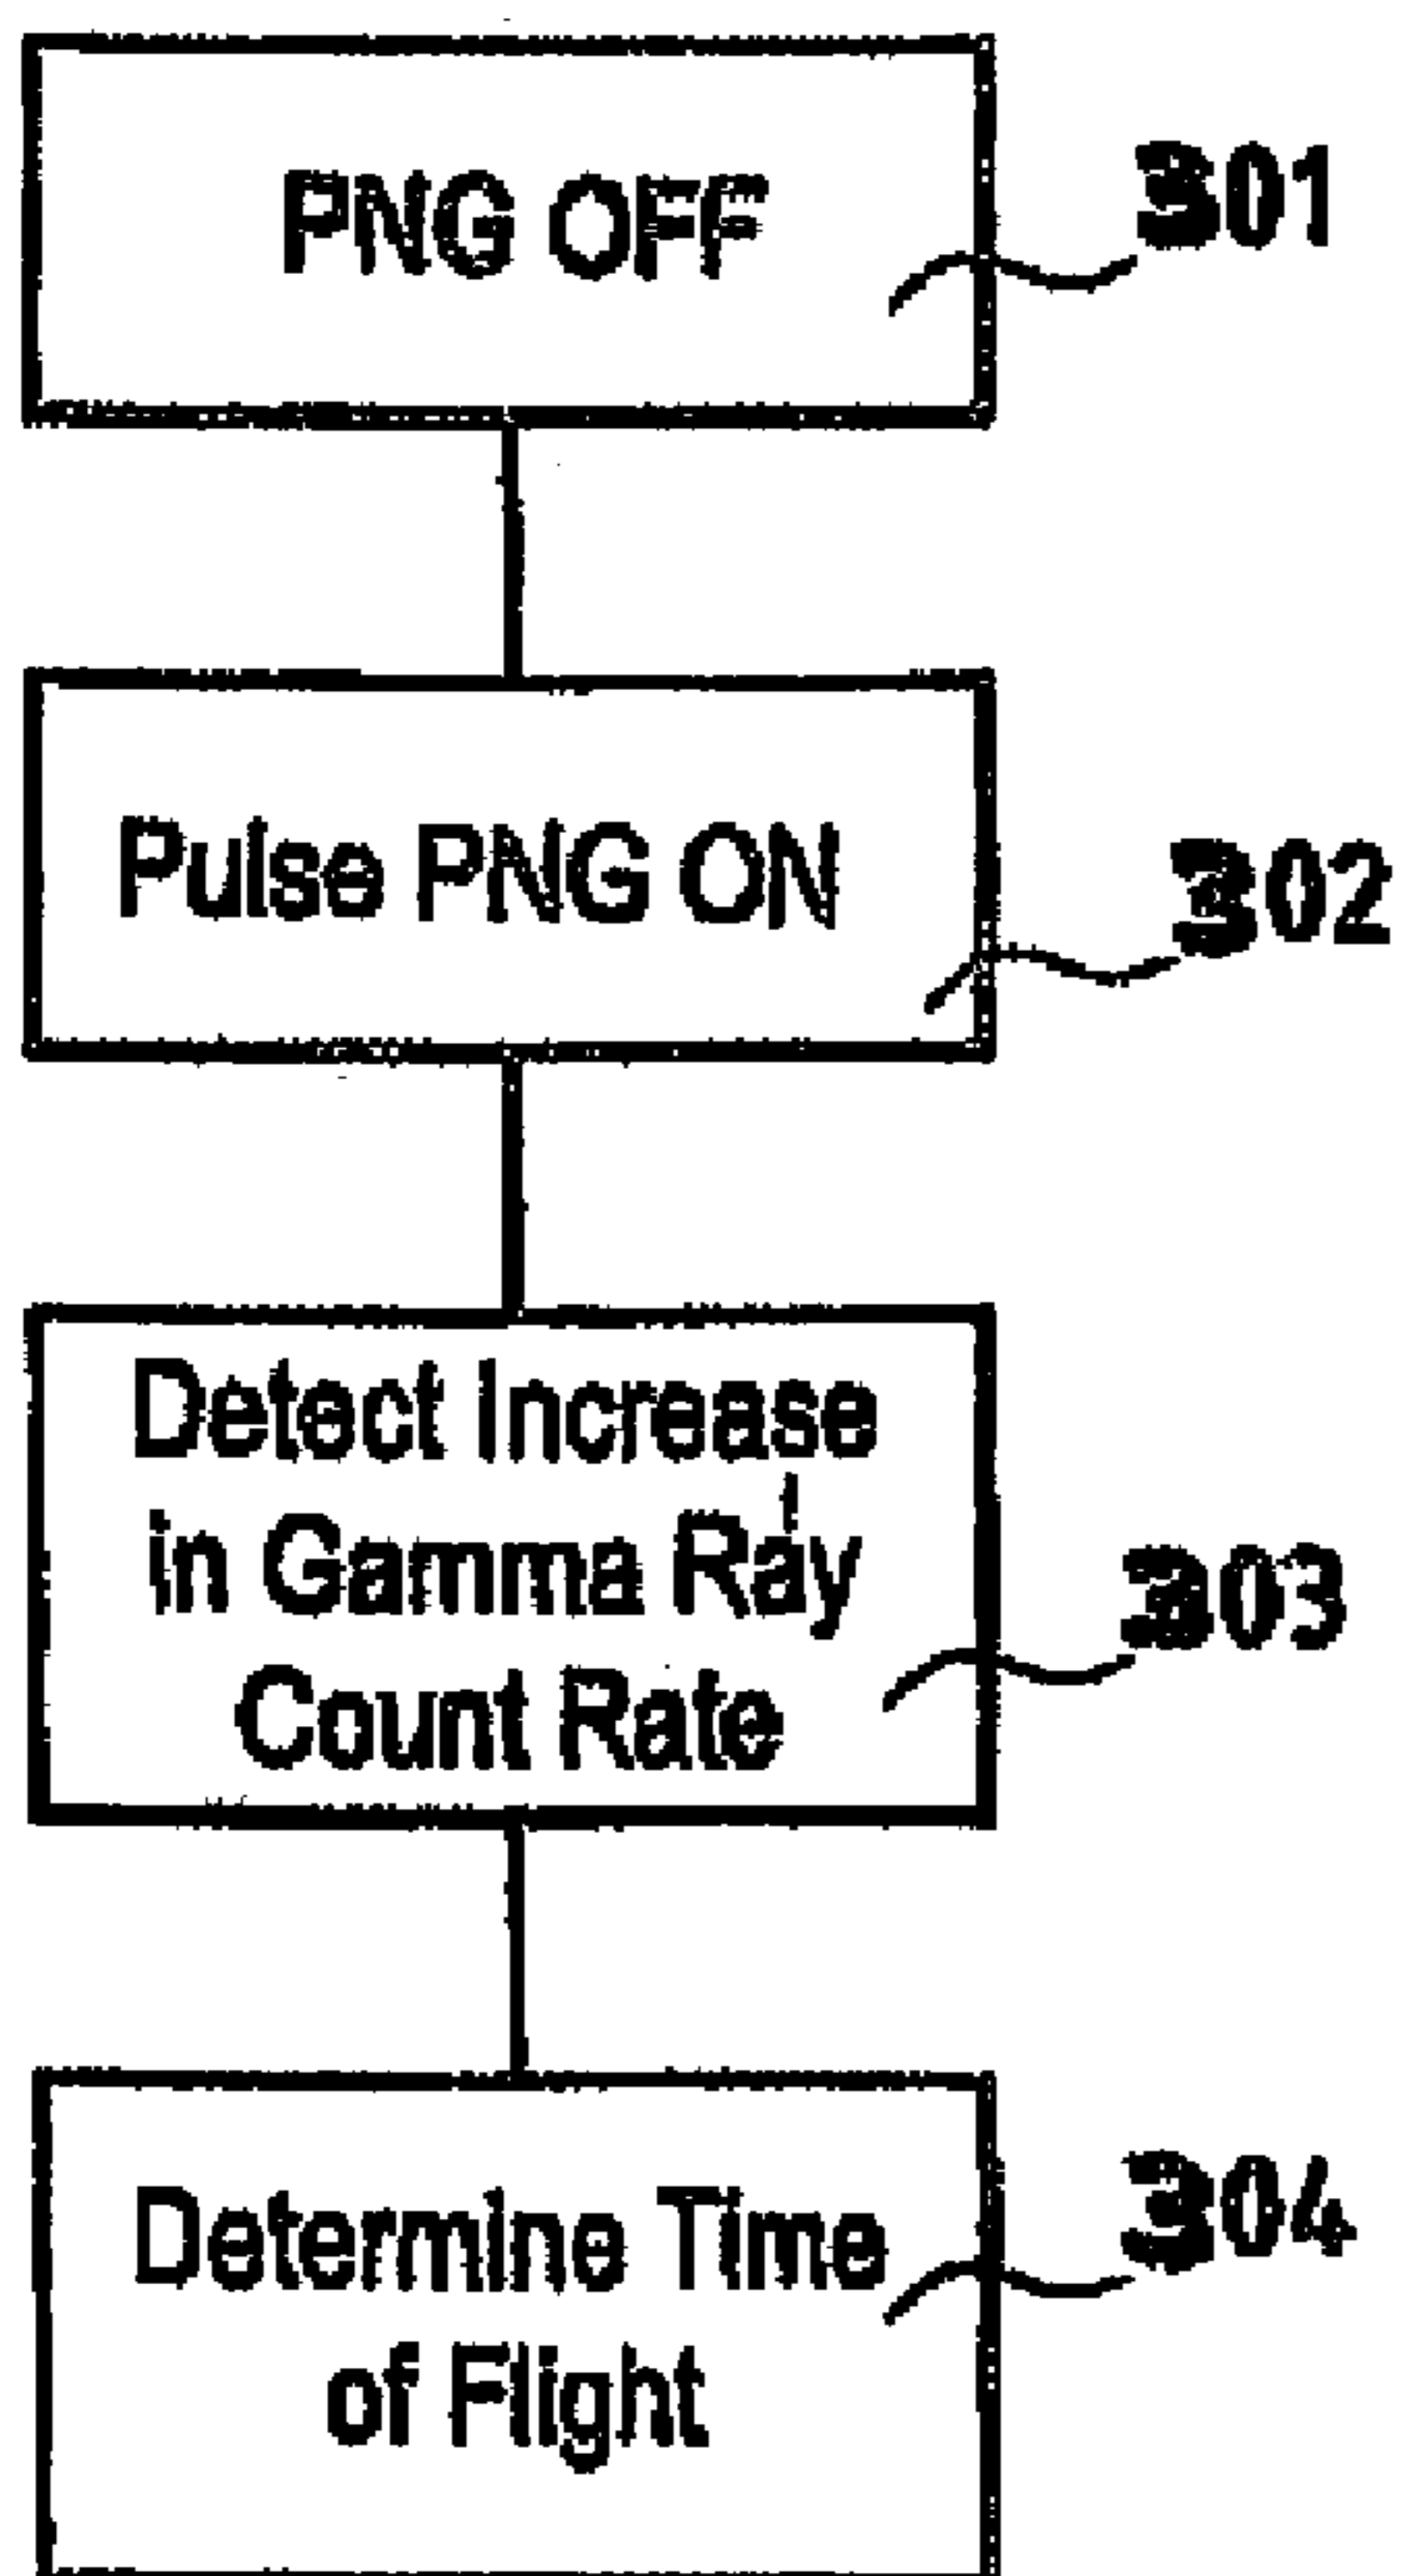 PNG OFF
301
Pulse PNG ON
302
Detect Increase
in Gamma Ray
Count Rate
303
Determine Time
of Flight
304